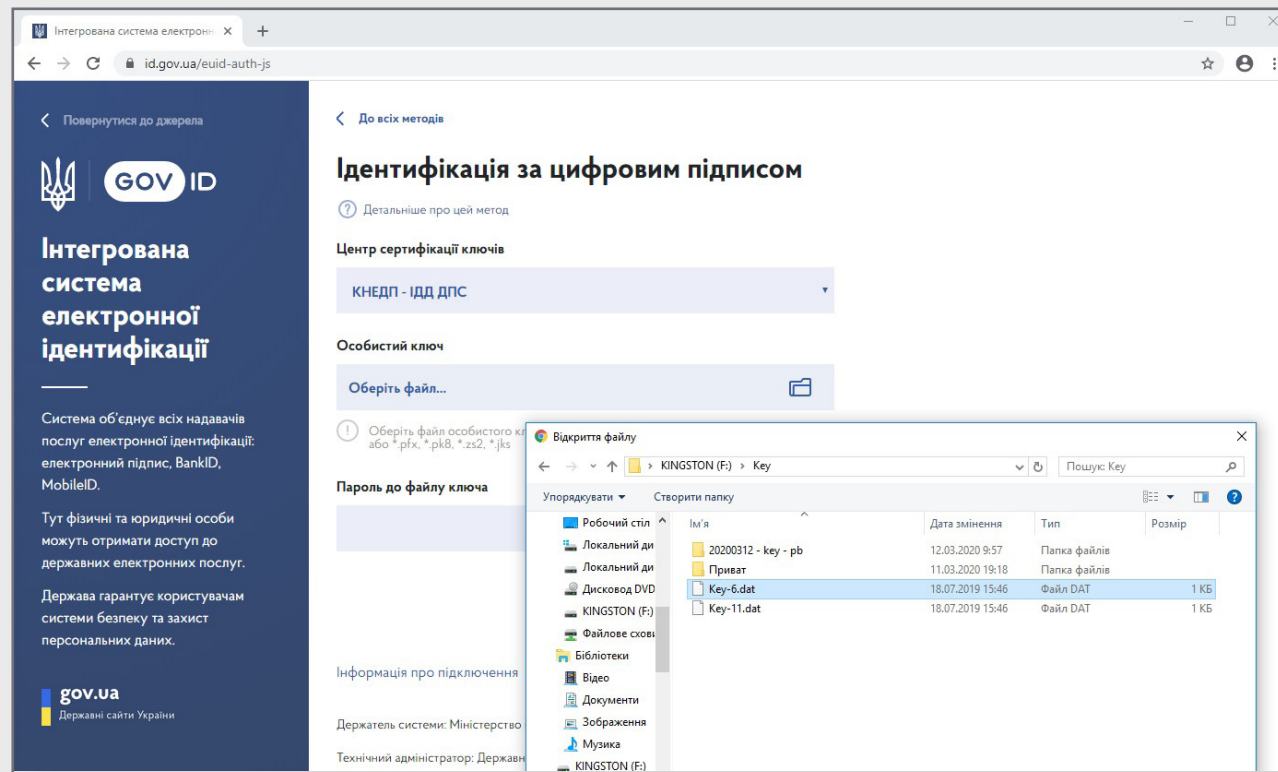 Інтегрована система електронн
id.gov.ua/euid-auth-js
Повернутися до джерела
GOV ID
Інтегрована
система
електронної
ідентифікації
Система об'єднує всіх надавачів
послуг електронної ідентифікації:
електронний підпис, BankID,
MobileID.
Тут фізичні та юридичні особи
можуть отримати доступ до
державних електронних послуг.
Держава гарантує користувачам
системи безпеку та захист
персональних даних.
gov.ua
Державні сайти України
До всіх методів
Ідентифікація за цифровим підписом
Детальніше про цей метод
Центр сертифікації ключів
КНЕДП - ІДД ДПС
Особистий ключ
Оберіть файл...
Оберіть файл особистого кл
або *.pfx, *.pk8, *.zs2, *.jks
Пароль до файлу ключа
Інформація про підключення
Держатель системи: Міністерство
Технічний адміністратор: Державн
Відкриття файлу
KINGSTON (F:) Key
Пошук: Key
Упорядкувати Створити папку
Робочий стіл
Локальний ди
Локальний ди
Дисковод DVD
KINGSTON (F:)
Файлове схови
Бібліотеки
Відео
Документи
Зображення
Музика
KINGSTON (F:)
Ім'я Дата змінення Тип Розмір
20200312 - key - pb 12.03.2020 9:57 Папка файлів
Приват 11.03.2020 19:18 Папка файлів
Key-6.dat 18.07.2019 15:46 Файл DAT 1 КБ
Key-11.dat 18.07.2019 15:46 Файл DAT 1 КБ